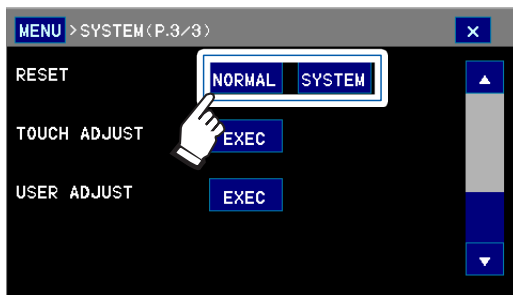 MENU >SYSTEM(P.3/3) ×
RESET NORMAL SYSTEM ▲
TOUCH ADJUST EXEC
USER ADJUST EXEC
▼